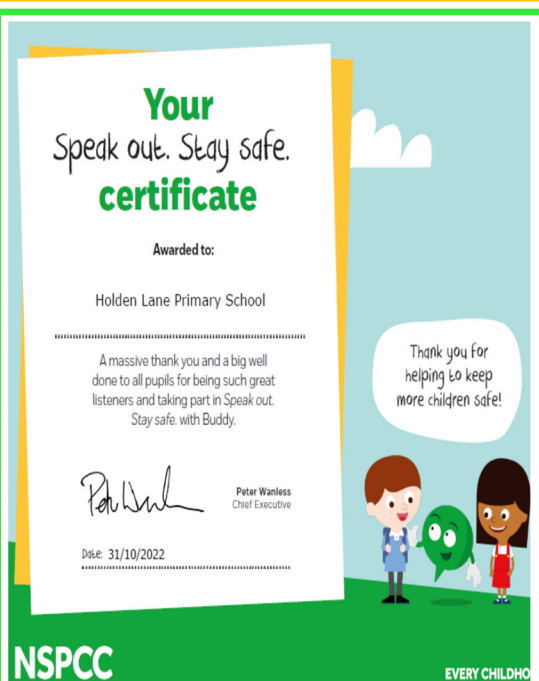 Your
Speak out. Stay safe.
certificate
Awarded to:
Holden Lane Primary School
A massive thank you and a big well
done to all pupils for being such great
listeners and taking part in Speak out.
Stay safe. with Buddy.
Peter Wanless
Chief Executive
Date: 31/10/2022
Thank you for
helping to keep
more children safe!
NSPCC
EVERY CHILDHO